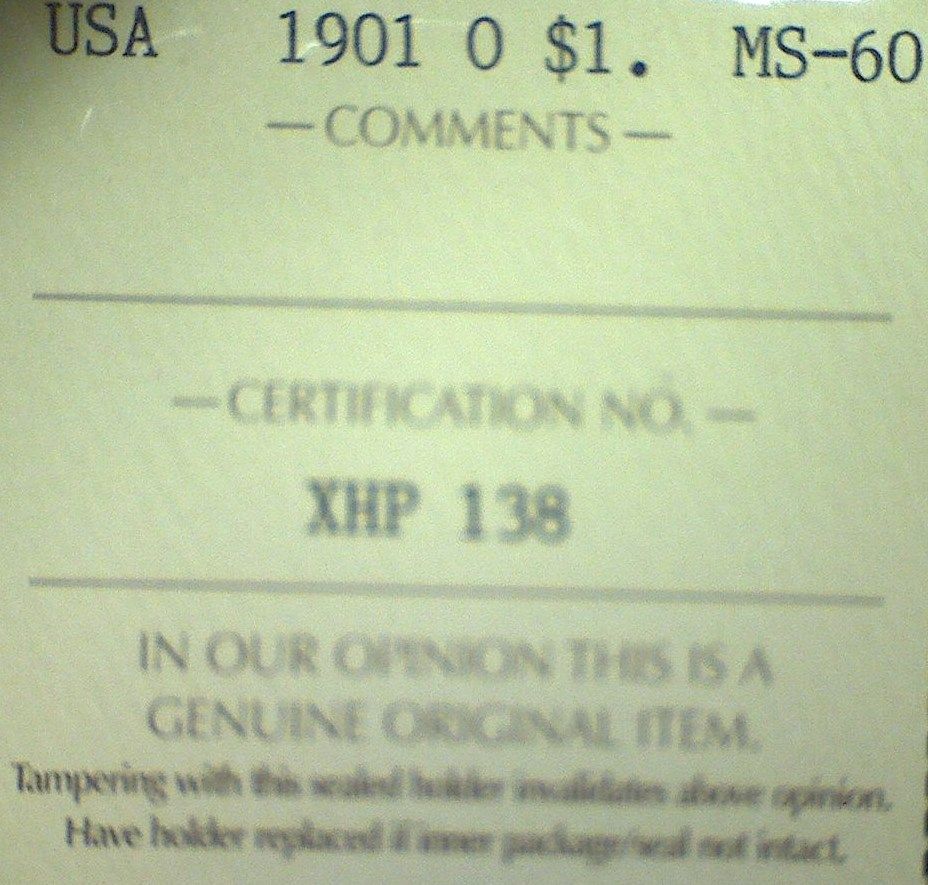 USA 1901 O $1. MS-60
— COMMENTS —
— CERTIFICATION NO. —
XHP 138
IN OUR OPINION THIS IS A
GENUINE ORIGINAL ITEM.
Tampering with this sealed holder invalidates above opinion.
Have holder replaced if inner package/seal not intact.